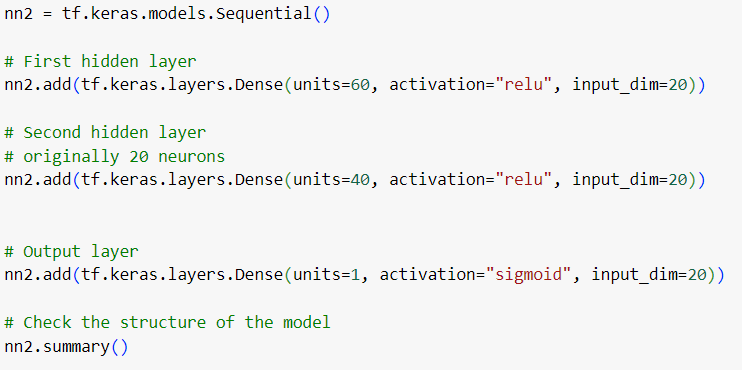 nn2 = tf.keras.models.Sequential()
# First hidden layer
nn2.add(tf.keras.layers.Dense(units=60, activation="relu", input_dim=20))
# Second hidden layer
# originally 20 neurons
nn2.add(tf.keras.layers.Dense(units=40, activation="relu", input_dim=20))
# Output layer
nn2.add(tf.keras.layers.Dense(units=1, activation="sigmoid", input_dim=20))
# Check the structure of the model
nn2.summary()